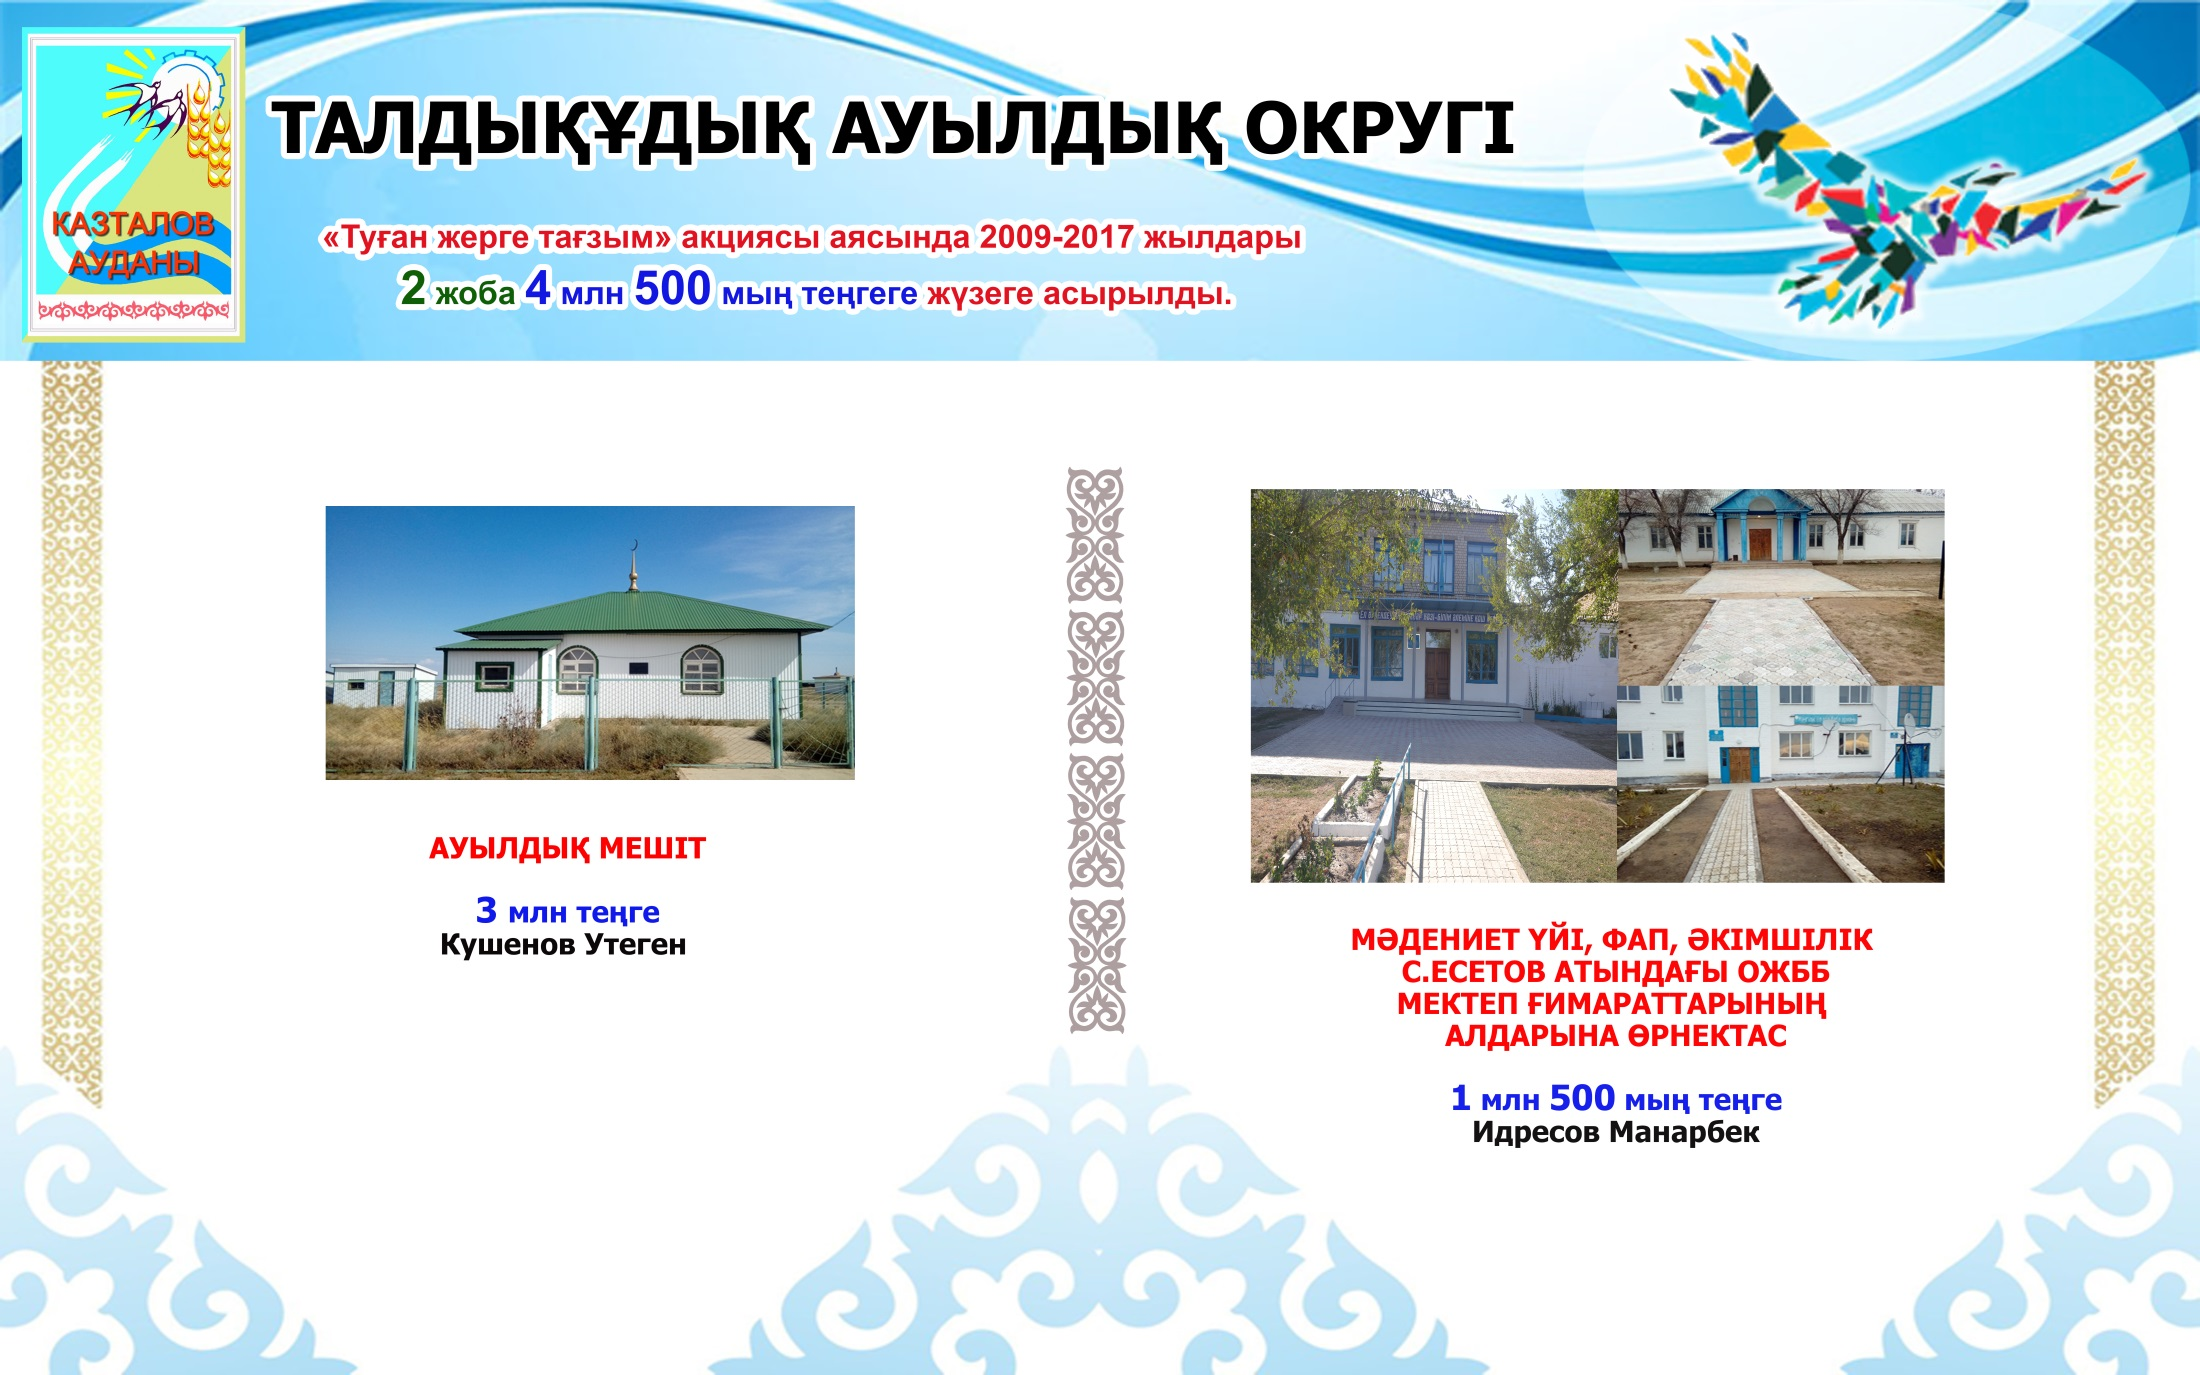 КАЗТАЛОВ
АУДАНЫ
ТАЛДЫҚҰДЫҚ АУЫЛДЫҚ ОКРУГІ
«Туған жерге тағзым» акциясы аясында 2009-2017 жылдары
2 жоба 4 млн 500 мың теңгеге жүзеге асырылды.
АУЫЛДЫҚ МЕШІТ
3 млн теңге
Кушенов Утеген
МӘДЕНИЕТ ҮЙІ, ФАП, ӘКІМШІЛІК
С.ЕСЕТОВ АТЫНДАҒЫ ОЖББ
МЕКТЕП ҒИМАРАТТАРЫНЫҢ
АЛДАРЫНА ӨРНЕКТАС
1 млн 500 мың теңге
Идресов Манарбек